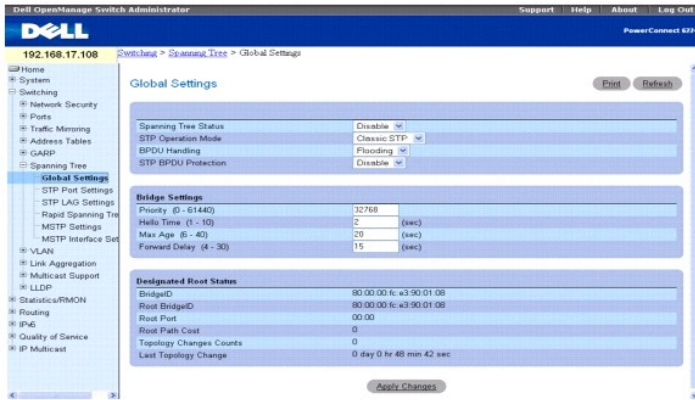 Dell OpenManage Switch Administrator Support Help About Log Out
DELL
PowerConnect 622
192.168.17.108
Switching > Spanning Tree > Global Settings
Home
System
Switching
Network Security
Ports
Traffic Mirroring
Address Tables
GARP
Spanning Tree
Global Settings
STP Port Settings
STP LAG Settings
Rapid Spanning Tre
MSTP Settings
MSTP Interface Set
VLAN
Link Aggregation
Multicast Support
LLDP
Statistics/RMON
Routing
IPv6
Quality of Service
IP Multicast
Global Settings
Print Refresh
Spanning Tree Status Disable
STP Operation Mode Classic STP
BPDU Handling Flooding
STP BPDU Protection Disable
Bridge Settings
Priority (0 - 61440) 32768
Hello Time (1 - 10) 2 (sec)
Max Age (6 - 40) 20 (sec)
Forward Delay (4 - 30) 15 (sec)
Designated Root Status
BridgeID 80:00:00:fc:e3:90:01:08
Root BridgeID 80:00:00:fc:e3:90:01:08
Root Port 00:00
Root Path Cost 0
Topology Changes Counts 0
Last Topology Change 0 day 0 hr 48 min 42 sec
Apply Changes